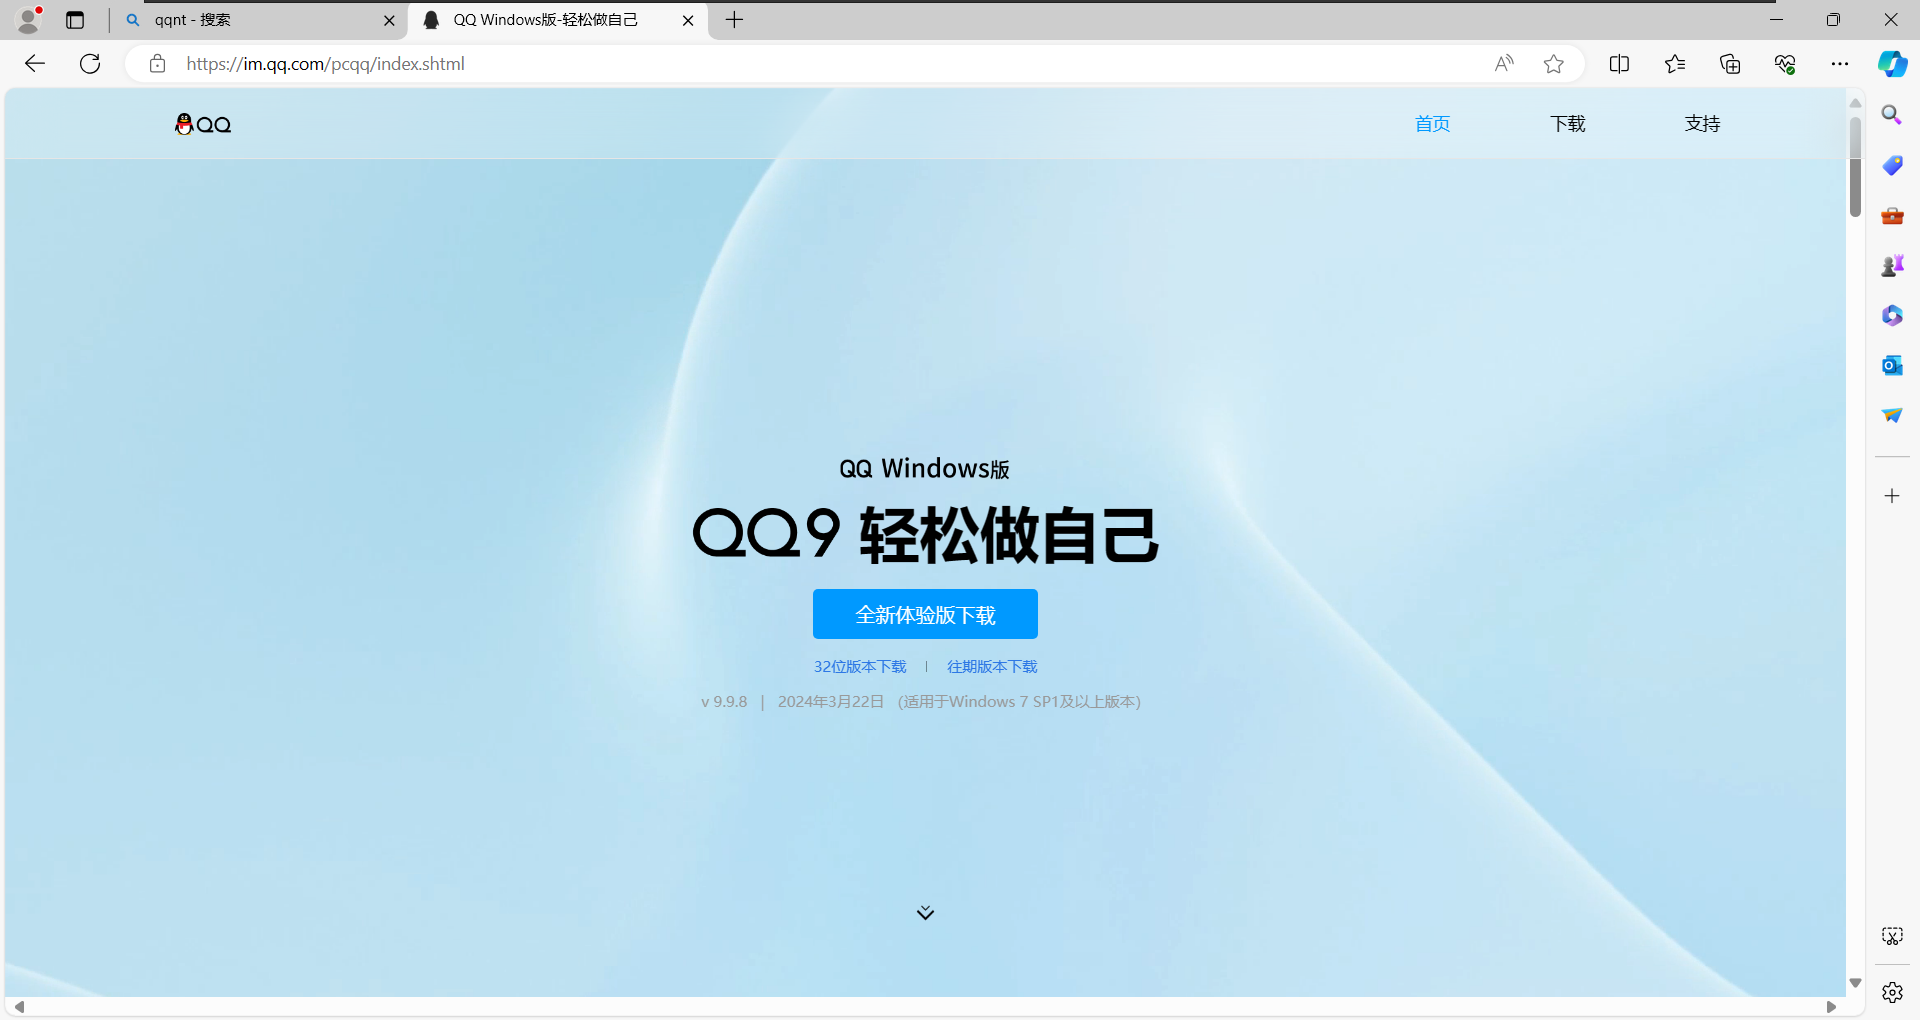 qqnt - 搜索
QQ Windows版-轻松做自己
https://im.qq.com/pcqq/index.shtml
QQ
首页
下载
支持
QQ Windows版
QQ9 轻松做自己
全新体验版下载
32位版本下载 | 往期版本下载
v 9.9.8 | 2024年3月22日 (适用于Windows 7 SP1及以上版本)